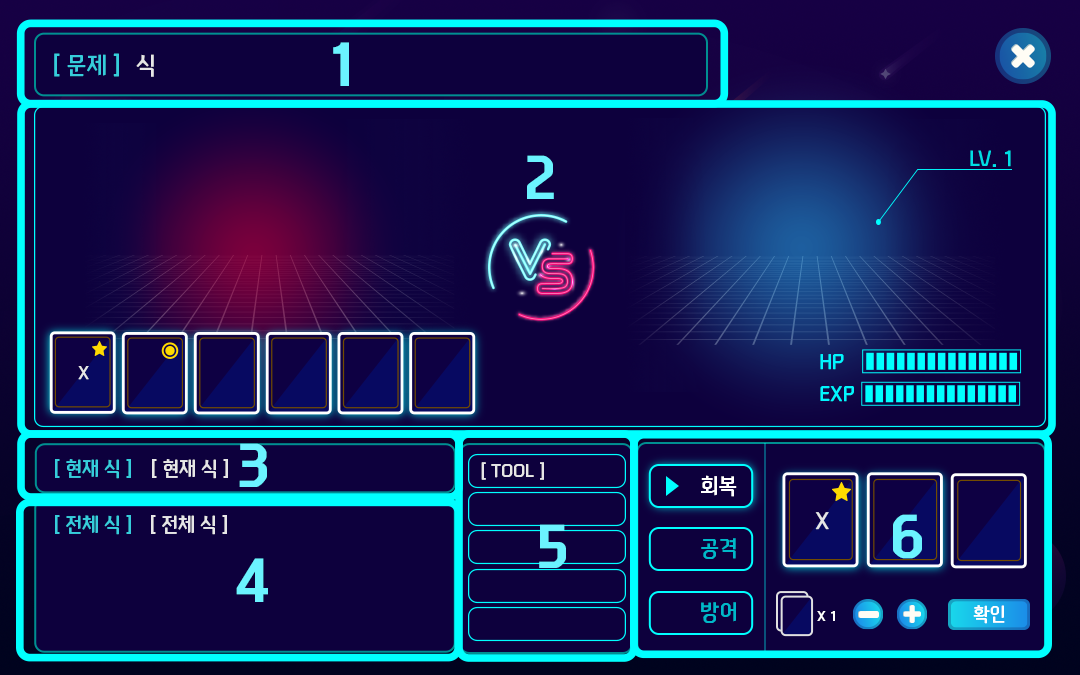 [ 문제 ] 식
1
2
LV. 1
VS
X
HP
EXP
[ 현재 식 ] [ 현재 식 ]
3
[ 전체 식 ] [ 전체 식 ]
4
[ TOOL ]
5
회복
공격
방어
X
6
X 1
확인